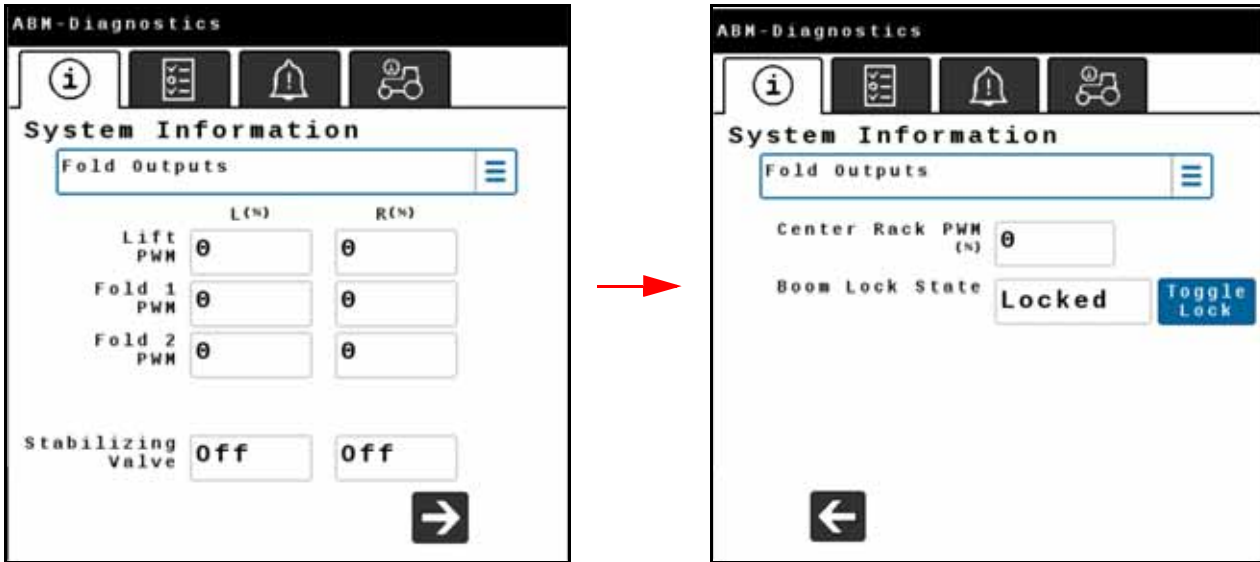 ABM-Diagnostics
System Information
Fold Outputs
L(%) R(%)
Lift PWM 0 0
Fold 1 PWM 0 0
Fold 2 PWM 0 0
Stabilizing Valve Off Off
ABM-Diagnostics
System Information
Fold Outputs
Center Rack PWM (%) 0
Boom Lock State Locked Toggle Lock